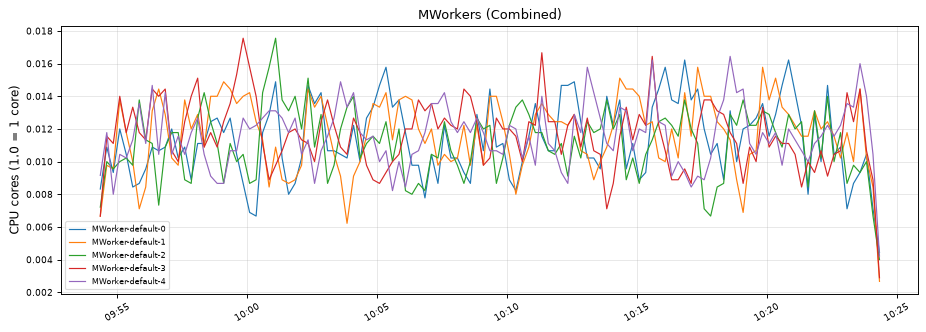 MWorkers (Combined)
CPU cores (1.0 = 1 core)
0.018
0.016
0.014
0.012
0.010
0.008
0.006
0.004
0.002
MWorker-default-0
MWorker-default-1
MWorker-default-2
MWorker-default-3
MWorker-default-4
09:55
10:00
10:05
10:10
10:15
10:20
10:25